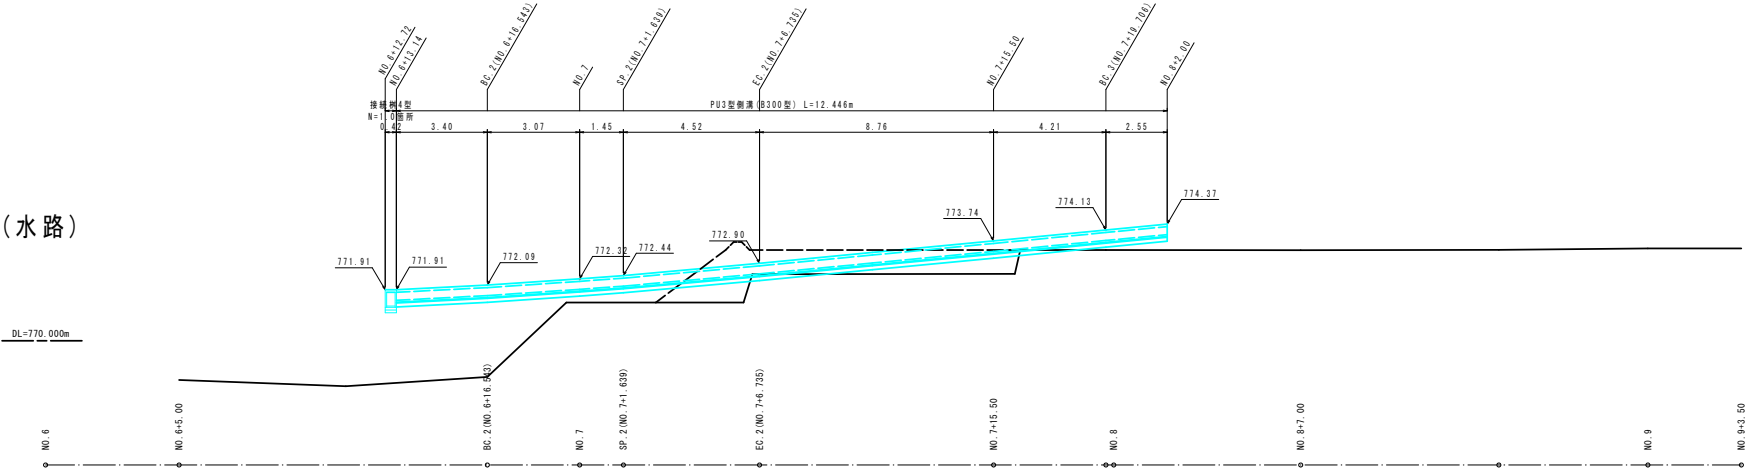 NO.6+12.72
NO.6+13.14
BC.2(NO.6+16.543)
NO.7
SP.2(NO.7+1.639)
EC.2(NO.7+6.735)
NO.7+15.50
BC.3(NO.7+19.706)
NO.8+2.00
接続桝4型
N=1.0箇所
PU3型側溝(B300型) L=12.446m
0.42 3.40 3.07 1.45 4.52 8.76 4.21 2.55
(水路)
771.91
771.91
772.09
772.32
772.44
772.90
773.74
774.13
774.37
DL=770.000m
NO.6
NO.6+5.00
BC.2(NO.6+16.543)
NO.7
SP.2(NO.7+1.639)
EC.2(NO.7+6.735)
NO.7+15.50
NO.8
NO.8+7.00
NO.9
NO.9+3.50